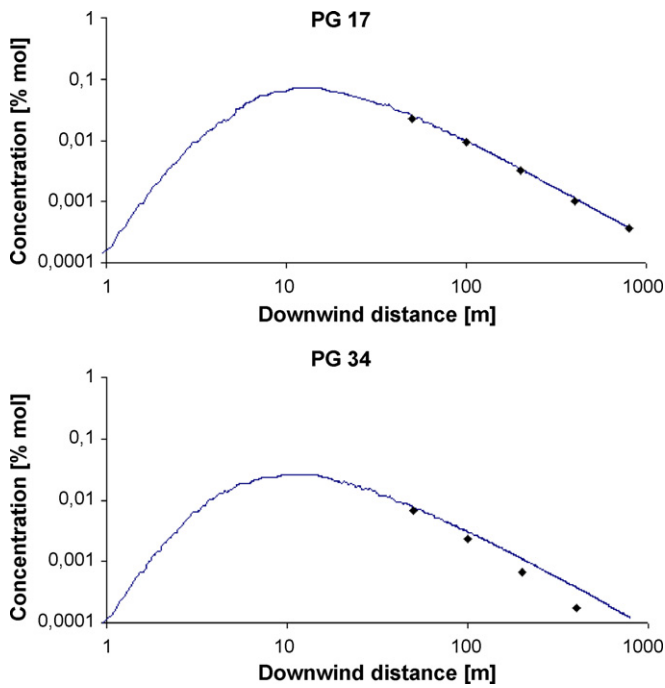 PG 17
Concentration [% mol]
1
0,1
0,01
0,001
0,0001
1 10 100 1000
Downwind distance [m]
PG 34
Concentration [% mol]
1
0,1
0,01
0,001
0,0001
1 10 100 1000
Downwind distance [m]